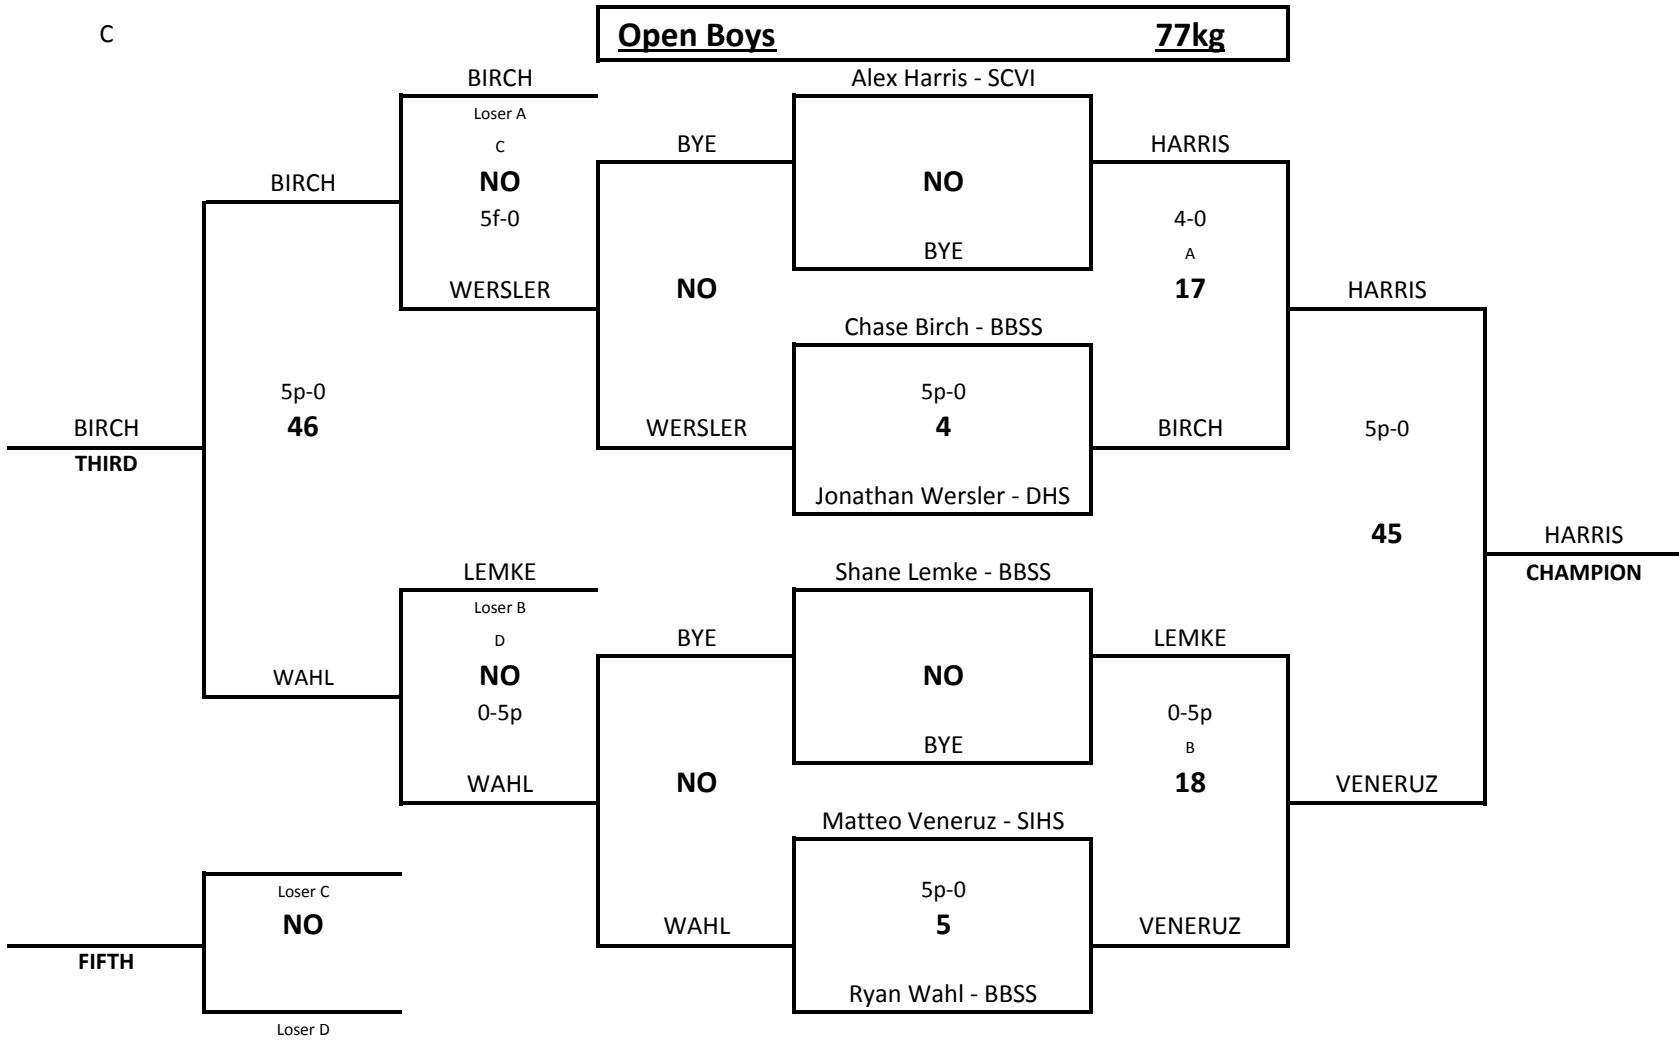 C
Open Boys 77kg
BIRCH
Alex Harris - SCVI
Loser A
C
BYE
HARRIS
NO
BIRCH
NO
5f-0
4-0
BYE
A
WERSLER
NO
17
HARRIS
Chase Birch - BBSS
5p-0
5p-0
BIRCH
46
WERSLER
4
BIRCH
5p-0
THIRD
Jonathan Wersler - DHS
45
HARRIS
LEMKE
Shane Lemke - BBSS
CHAMPION
Loser B
D
BYE
LEMKE
WAHL
NO
NO
0-5p
0-5p
BYE
B
WAHL
NO
18
VENERUZ
Matteo Veneruz - SIHS
Loser C
5p-0
NO
WAHL
5
VENERUZ
FIFTH
Ryan Wahl - BBSS
Loser D